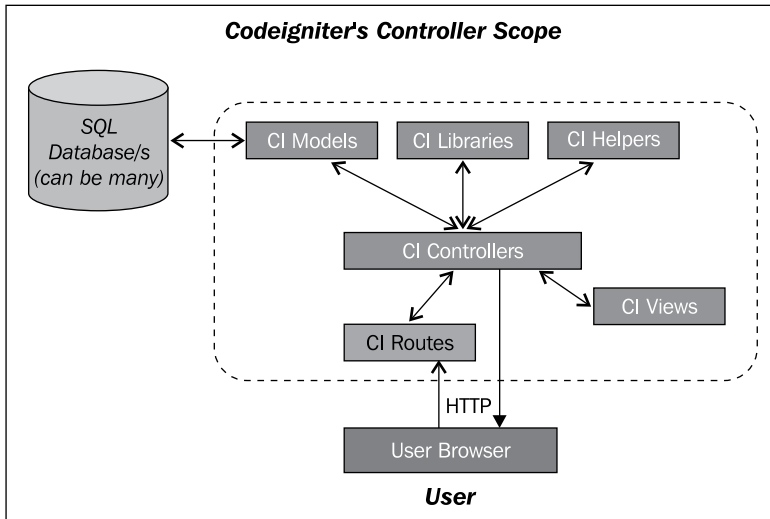 Codeigniter's Controller Scope
SQL
Database/s
(can be many)
CI Models
CI Libraries
CI Helpers
CI Controllers
CI Views
CI Routes
HTTP
User Browser
User